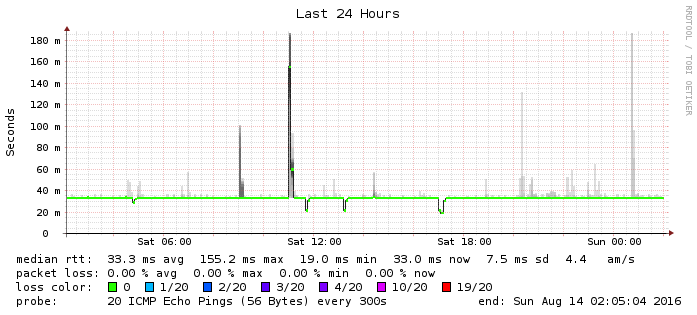 Last 24 Hours
RRDTOOL / TOBI OETIKER
Seconds
180 m
160 m
140 m
120 m
100 m
80 m
60 m
40 m
20 m
0
Sat 06:00 Sat 12:00 Sat 18:00 Sun 00:00
median rtt: 33.3 ms avg 155.2 ms max 19.0 ms min 33.0 ms now 7.5 ms sd 4.4 am/s
packet loss: 0.00 % avg 0.00 % max 0.00 % min 0.00 % now
loss color: 0 1/20 2/20 3/20 4/20 10/20 19/20
probe: 20 ICMP Echo Pings (56 Bytes) every 300s end: Sun Aug 14 02:05:04 2016